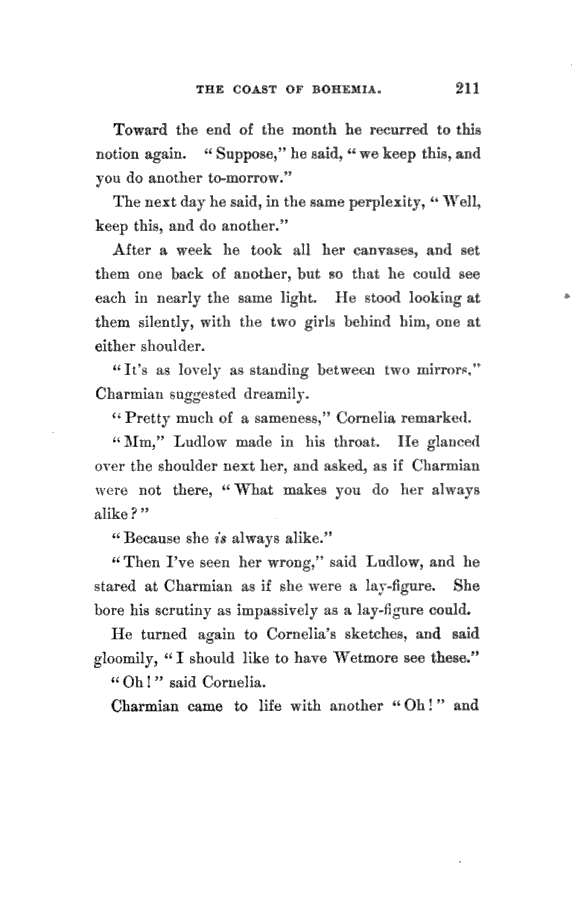 THE COAST OF BOHEMIA. 211
Toward the end of the month he recurred to this
notion again. “Suppose,” he said, “we keep this, and
you do another to-morrow.”
The next day he said, in the same perplexity, “Well,
keep this, and do another.”
After a week he took all her canvases, and set
them one back of another, but so that he could see
each in nearly the same light. He stood looking at
them silently, with the two girls behind him, one at
either shoulder.
“It's as lovely as standing between two mirrors,”
Charmian suggested dreamily.
“Pretty much of a sameness,” Cornelia remarked.
“Mm,” Ludlow made in his throat. He glanced
over the shoulder next her, and asked, as if Charmian
were not there, “What makes you do her always
alike?”
“Because she is always alike.”
“Then I've seen her wrong,” said Ludlow, and he
stared at Charmian as if she were a lay-figure. She
bore his scrutiny as impassively as a lay-figure could.
He turned again to Cornelia's sketches, and said
gloomily, “I should like to have Wetmore see these.”
“Oh!” said Cornelia.
Charmian came to life with another “Oh!” and